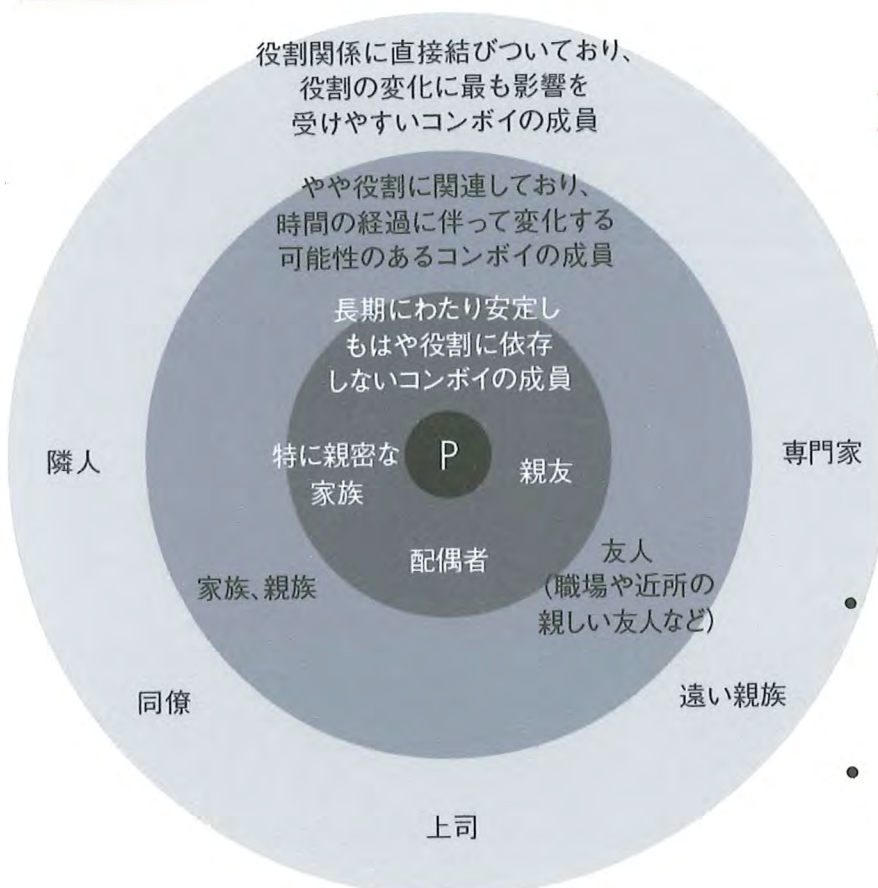 役割関係に直接結びついており、
役割の変化に最も影響を
受けやすいコンボイの成員
やや役割に関連しており、
時間の経過に伴って変化する
可能性のあるコンボイの成員
長期にわたり安定し
もはや役割に依存
しないコンボイの成員
隣人
特に親密な
家族
P
親友
専門家
配偶者
家族、親族
友人
(職場や近所の
親しい友人など)
同僚
遠い親族
上司